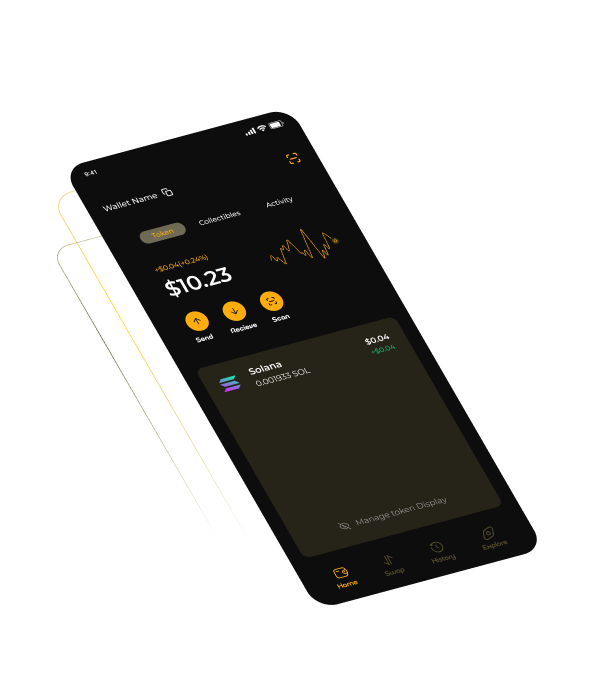 9:41
Wallet Name
Token Collectibles Activity
+$0.04(+0.24%)
$10.23
Send Recieve Scan
Solana $0.04
0.001933 SOL +$0.04
Manage token Display
Home Swap History Explore